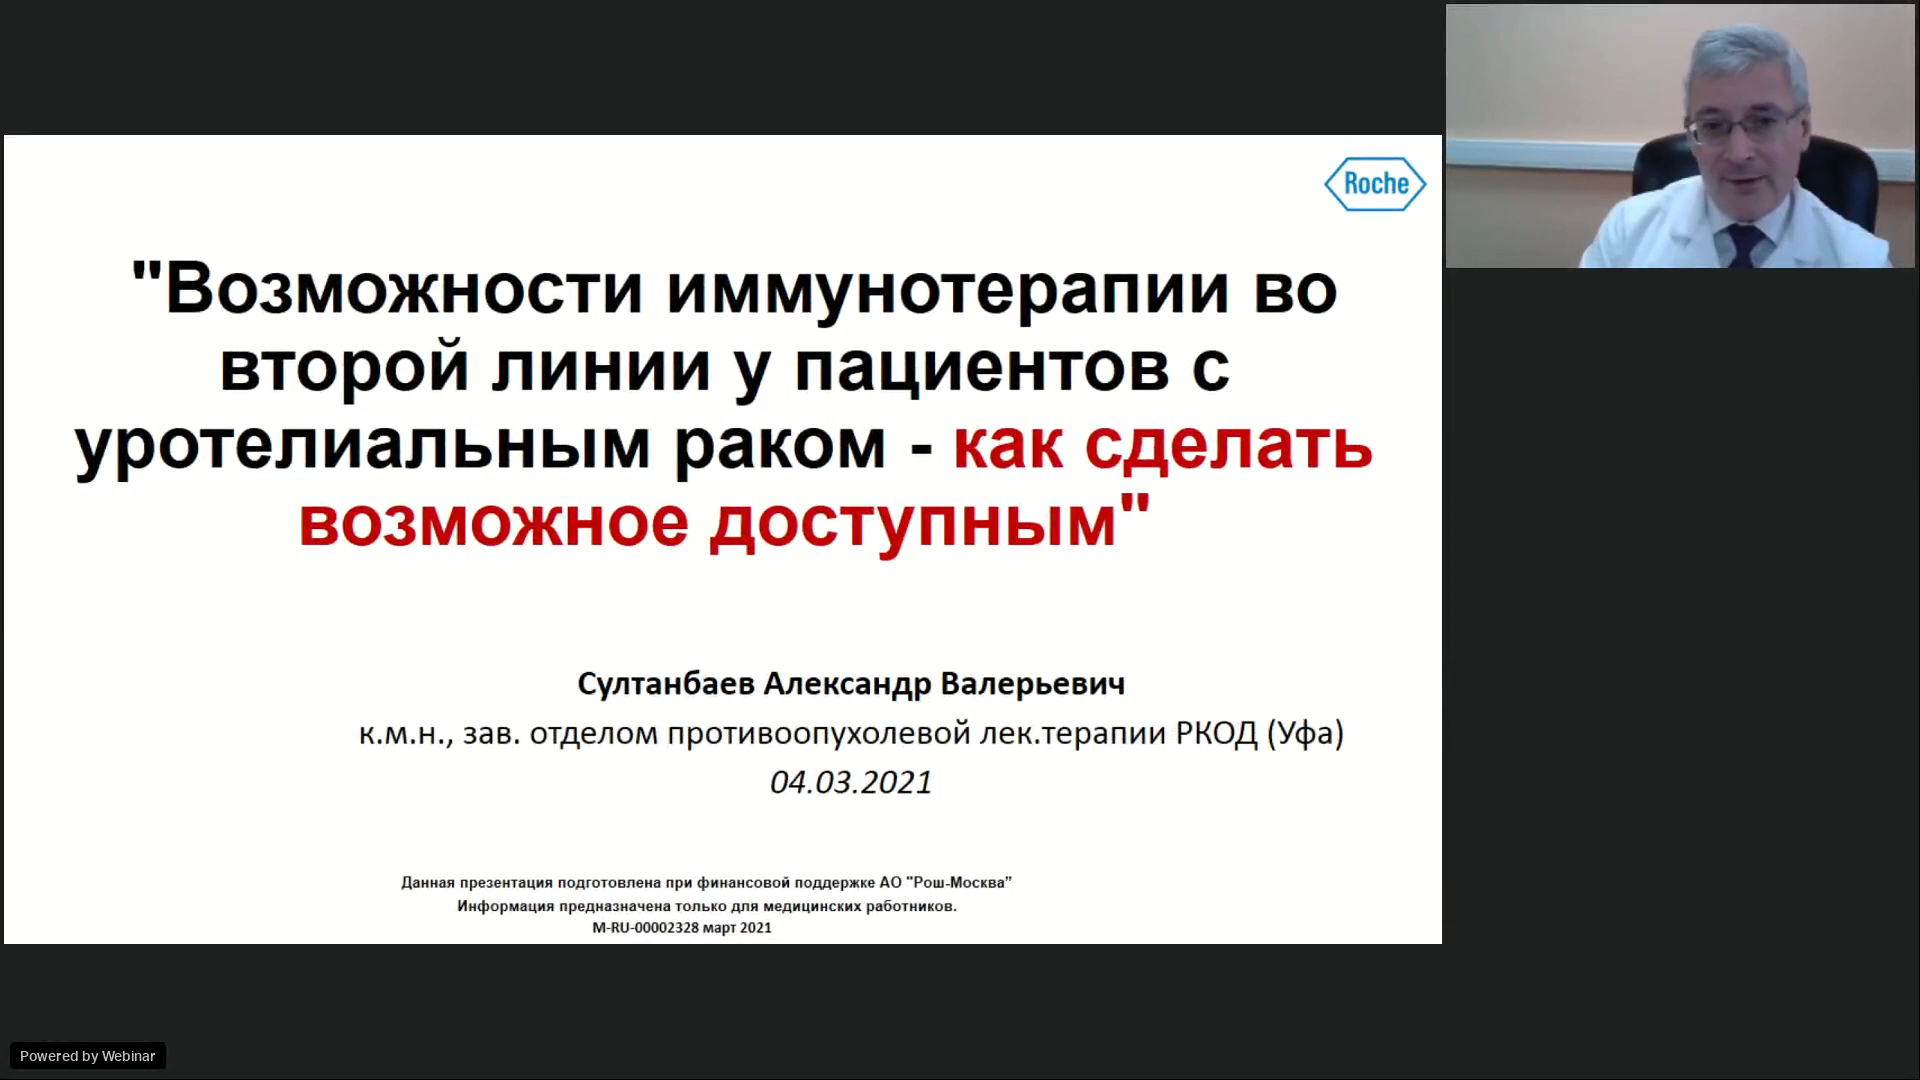 Roche
"Возможности иммунотерапии во
второй линии у пациентов с
уротелиальным раком - как сделать
возможное доступным"
Султанбаев Александр Валерьевич
к.м.н., зав. отделом противоопухолевой лек.терапии РКОД (Уфа)
04.03.2021
Данная презентация подготовлена при финансовой поддержке АО "Рош-Москва”
Информация предназначена только для медицинских работников.
M-RU-00002328 март 2021
Powered by Webinar